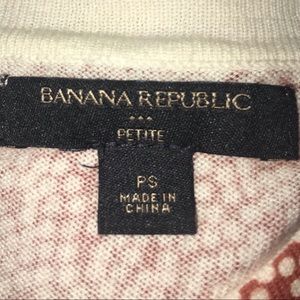 BANANA REPUBLIC
PETITE
PS
MADE IN
CHINA